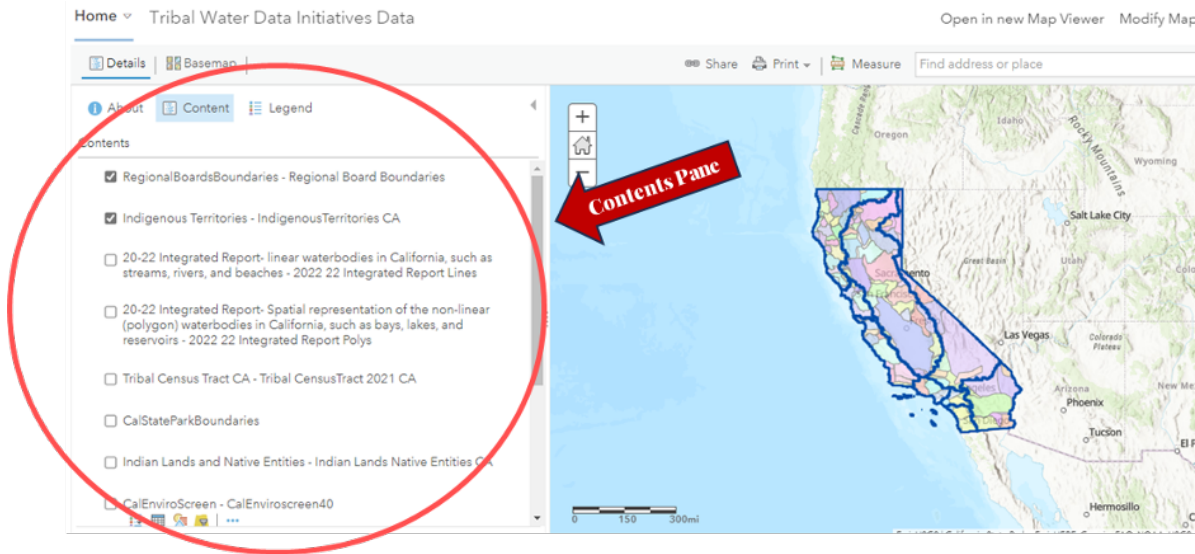 Home Tribal Water Data Initiatives Data
Open in new Map Viewer Modify Map
Details Basemap
Share Print Measure Find address or place
About Content Legend
Contents
RegionalBoardsBoundaries - Regional Board Boundaries
Indigenous Territories - IndigenousTerritories CA
20-22 Integrated Report- linear waterbodies in California, such as
streams, rivers, and beaches - 2022 22 Integrated Report Lines
20-22 Integrated Report- Spatial representation of the non-linear
(polygon) waterbodies in California, such as bays, lakes, and
reservoirs - 2022 22 Integrated Report Polys
Tribal Census Tract CA - Tribal CensusTract 2021 CA
CalStateParkBoundaries
Indian Lands and Native Entities - Indian Lands Native Entities CA
CalEnviroScreen - CalEnviroscreen40
Contents Pane
Cascade
Oregon
Idaho
Rocky Mountains
Wyoming
Salt Lake City
Great Basin
Utah
Colo
Sacramento
Las Vegas
Colorado
Plateau
Arizona
New Me
Phoenix
Tucson
El P
Hermosillo
0 150 300mi